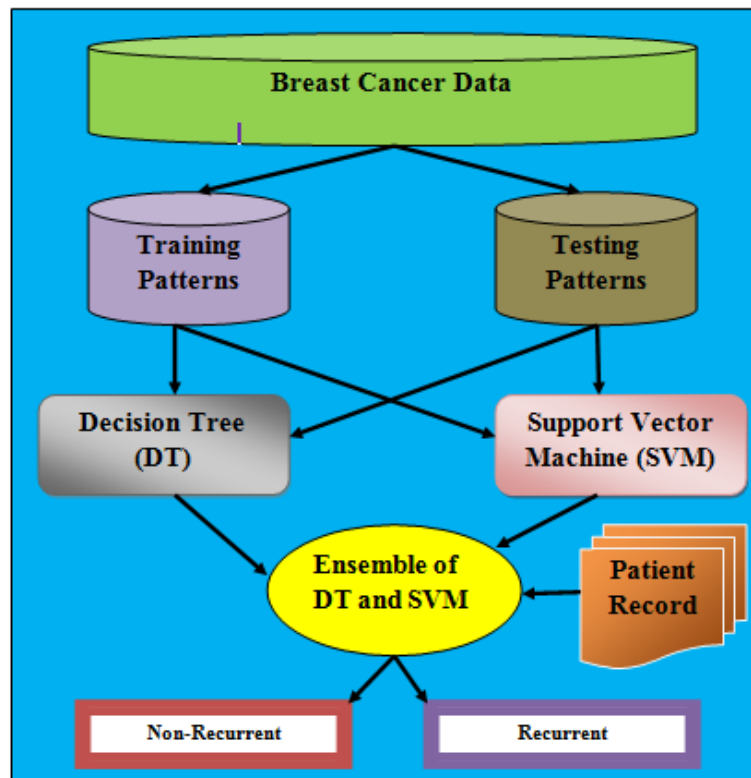 Breast Cancer Data
Training
Patterns
Testing
Patterns
Decision Tree
(DT)
Support Vector
Machine (SVM)
Ensemble of
DT and SVM
Patient
Record
Non-Recurrent
Recurrent